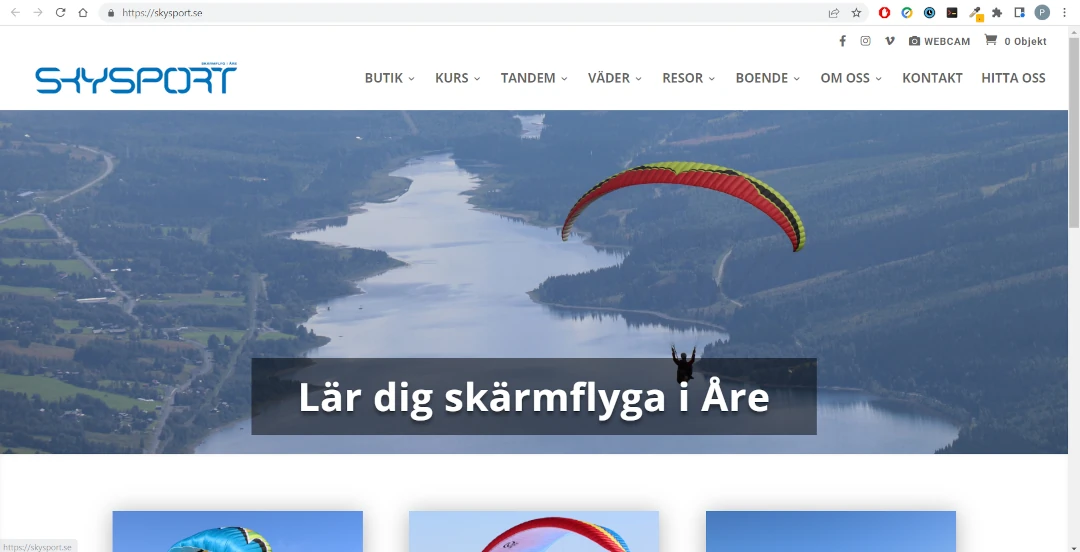 https://skysport.se
P
WEBCAM 0 Objekt
SKÄRMFLYG I ÅRE
SKYSPORT
BUTIK KURS TANDEM VÄDER RESOR BOENDE OM OSS KONTAKT HITTA OSS
Lär dig skärmflyga i Åre
https://skysport.se